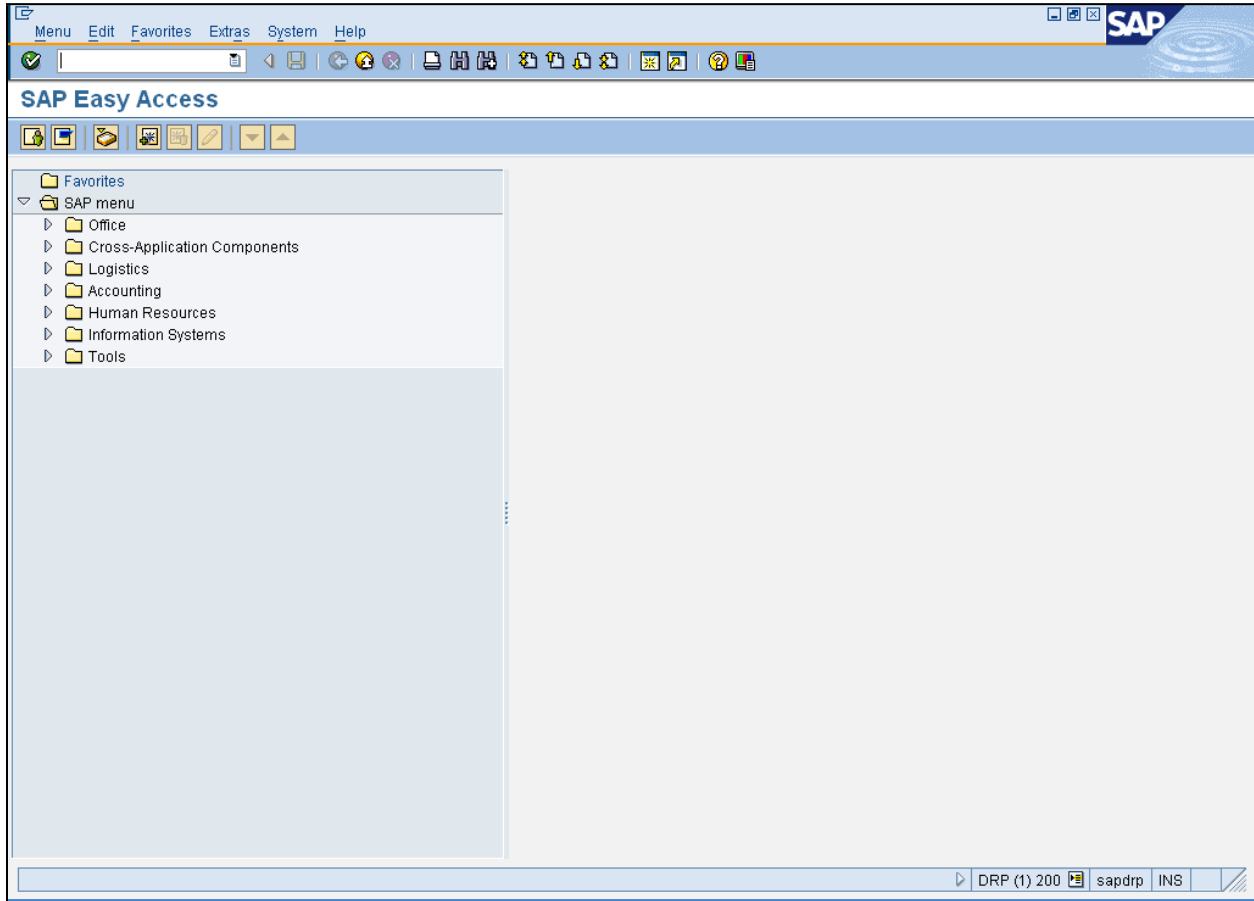 SAP
Menu Edit Favorites Extras System Help
SAP Easy Access
Favorites
SAP menu
Office
Cross-Application Components
Logistics
Accounting
Human Resources
Information Systems
Tools
DRP (1) 200 sapdrp INS